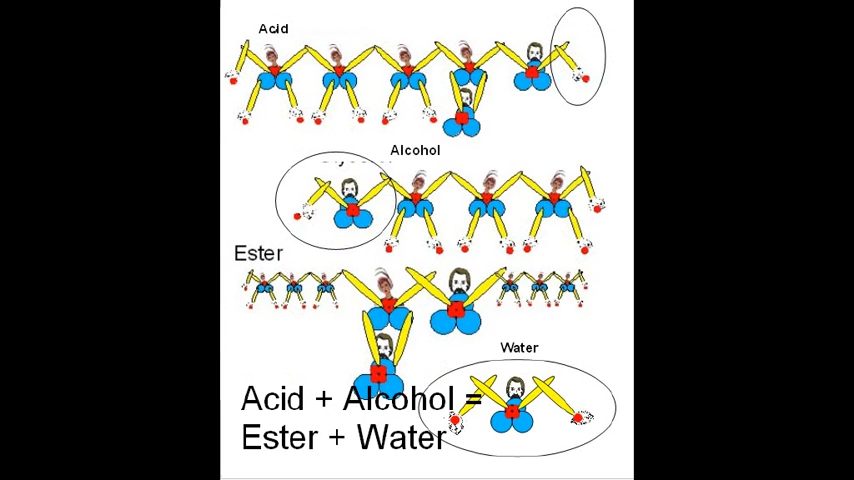 Acid
Alcohol
Ester
Water
Acid + Alcohol =
Ester + Water